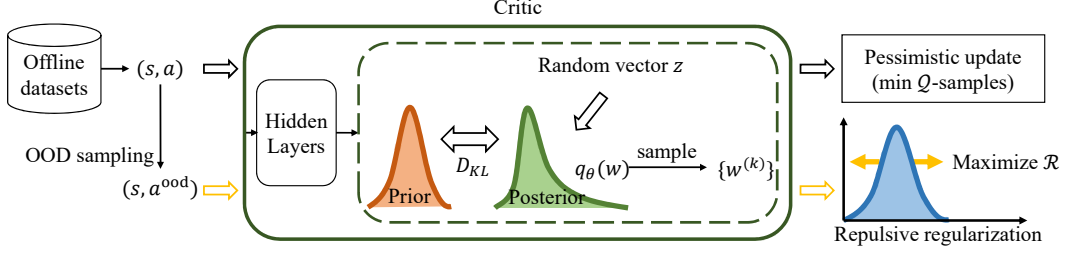 Critic
Offline
datasets
(s, a)
OOD sampling
(s, a^ood)
Hidden
Layers
Random vector z
Prior
D_KL
Posterior
q_θ(w)
sample
{w^(k)}
Pessimistic update
(min Q-samples)
Maximize R
Repulsive regularization